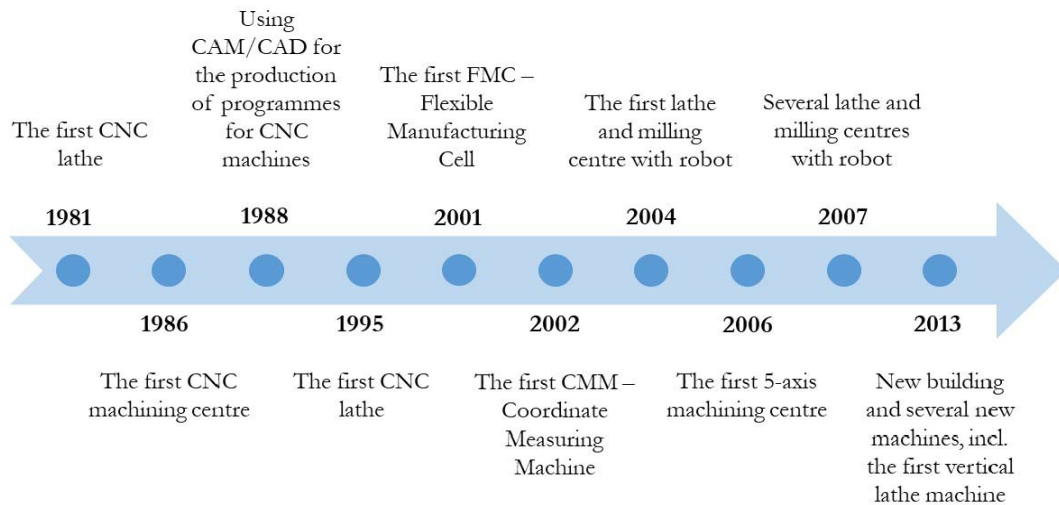 The first CNC
lathe
1981
1986
The first CNC
machining centre
Using
CAM/CAD for
the production
of programmes
for CNC
machines
1988
1995
The first CNC
lathe
The first FMC –
Flexible
Manufacturing
Cell
2001
2002
The first CMM –
Coordinate
Measuring
Machine
The first lathe
and milling
centre with robot
2004
2006
The first 5-axis
machining centre
Several lathe and
milling centres
with robot
2007
2013
New building
and several new
machines, incl.
the first vertical
lathe machine